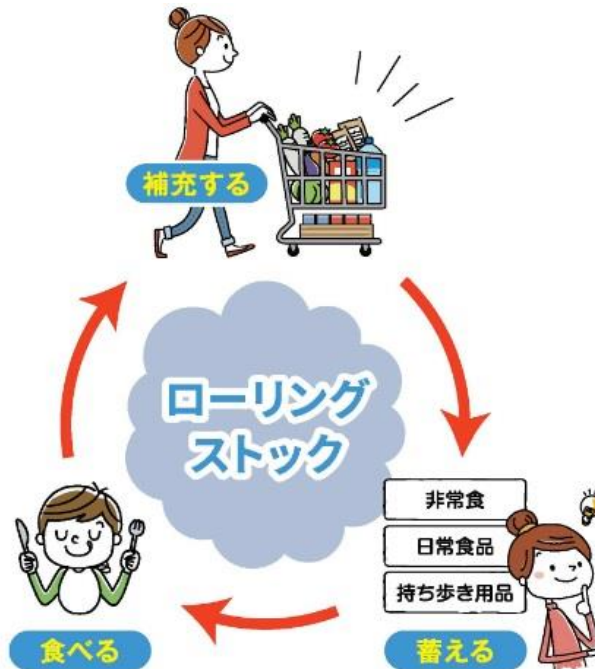 補充する
ローリング
ストック
非常食
日常食品
持ち歩き用品
食べる
蓄える